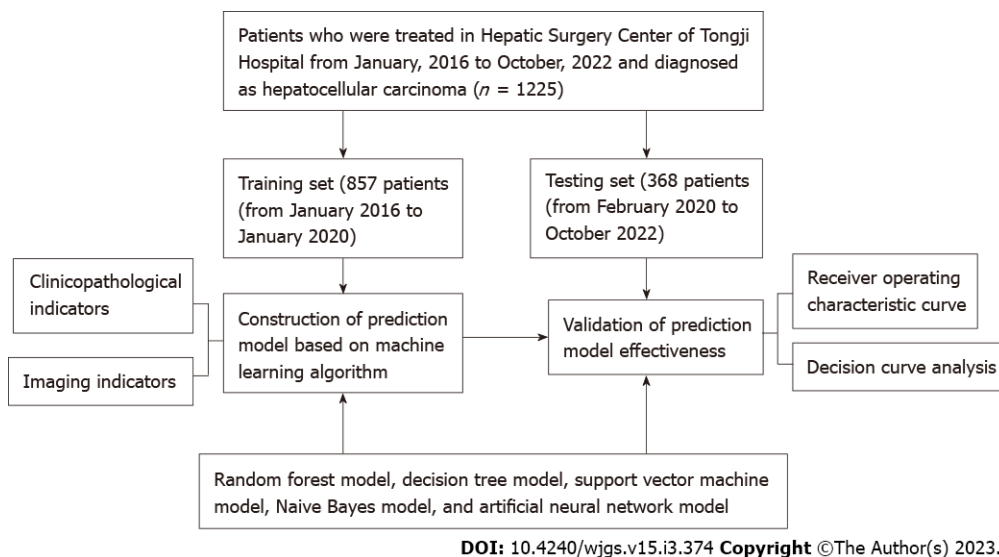 Patients who were treated in Hepatic Surgery Center of Tongji
Hospital from January, 2016 to October, 2022 and diagnosed
as hepatocellular carcinoma (n = 1225)
Training set (857 patients
(from January 2016 to
January 2020)
Testing set (368 patients
(from February 2020 to
October 2022)
Clinicopathological
indicators
Imaging indicators
Construction of prediction
model based on machine
learning algorithm
Validation of prediction
model effectiveness
Receiver operating
characteristic curve
Decision curve analysis
Random forest model, decision tree model, support vector machine
model, Naive Bayes model, and artificial neural network model
DOI: 10.4240/wjgs.v15.i3.374 Copyright ©The Author(s) 2023.